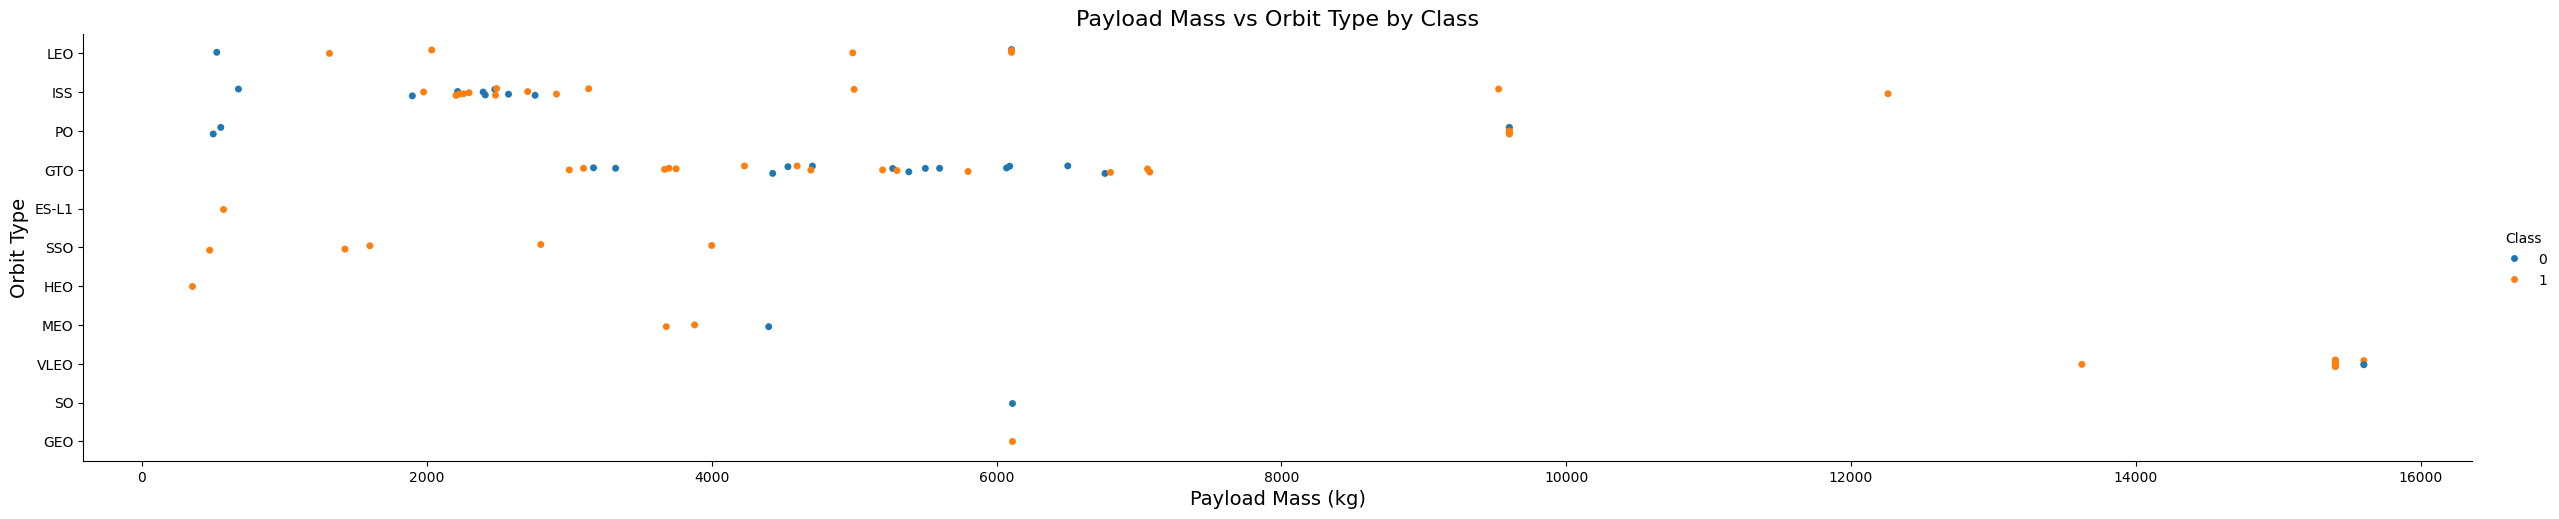 Payload Mass vs Orbit Type by Class
Orbit Type
LEO
ISS
PO
GTO
ES-L1
SSO
HEO
MEO
VLEO
SO
GEO
0 2000 4000 6000 8000 10000 12000 14000 16000
Payload Mass (kg)
Class
0
1